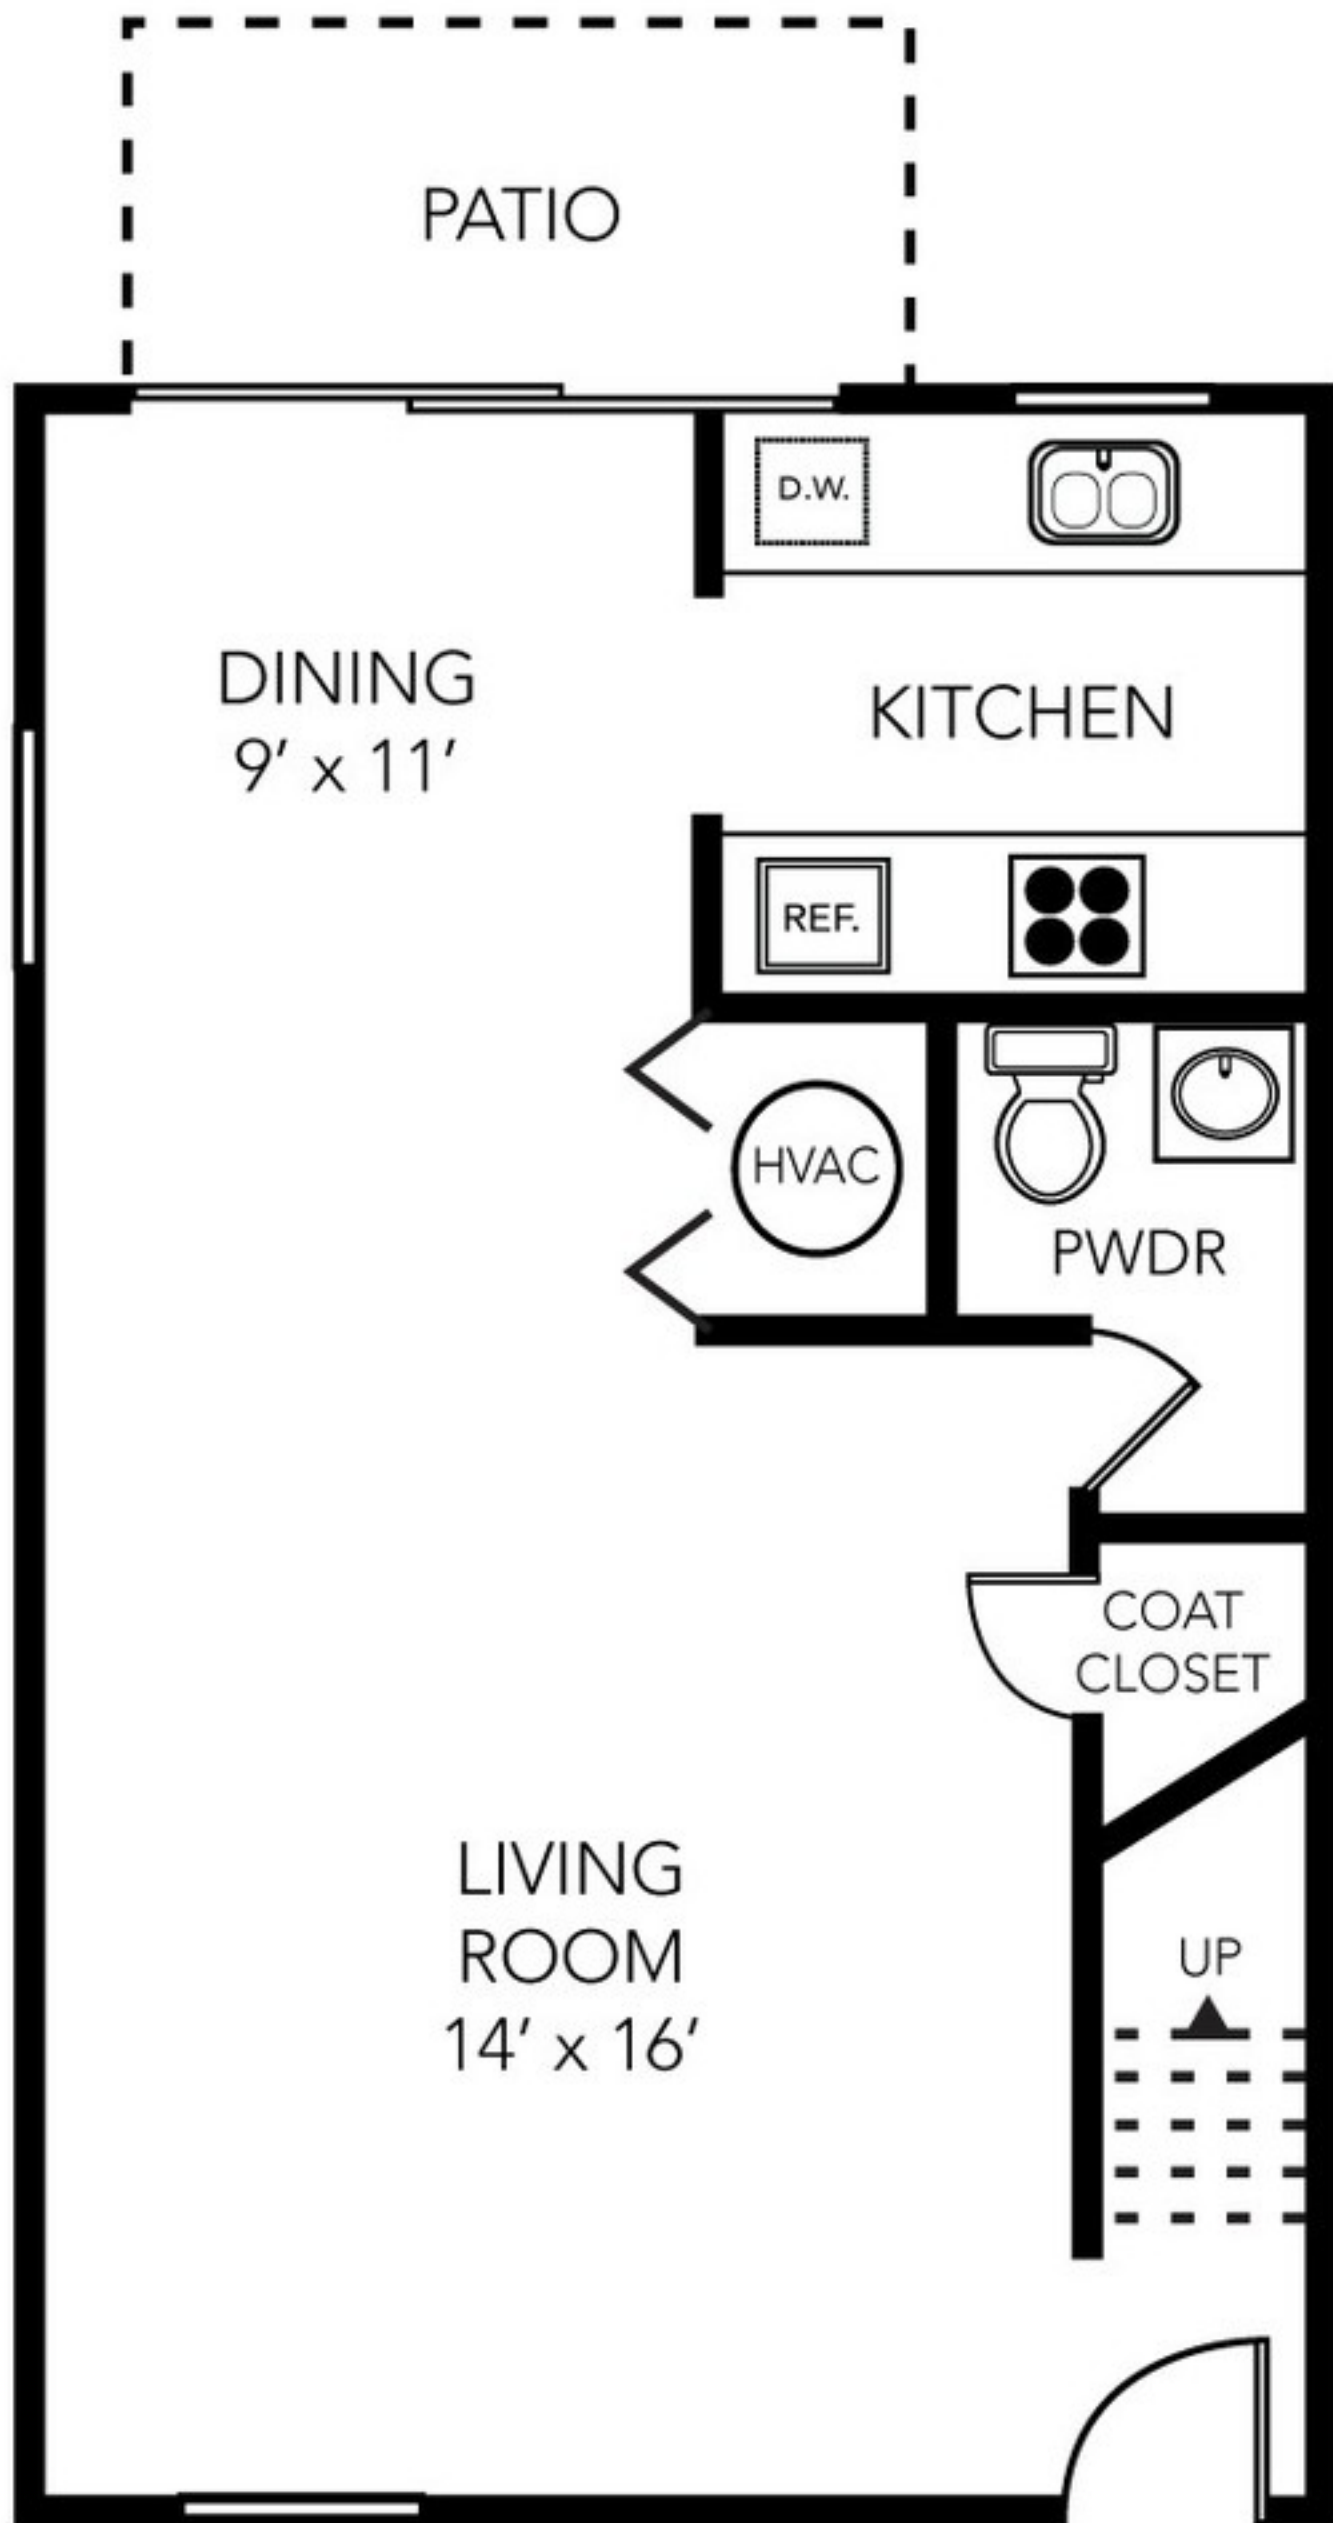 PATIO
D.W.
DINING
9’ x 11’
KITCHEN
REF.
HVAC
PWDR
COAT
CLOSET
LIVING
ROOM
14’ x 16’
UP